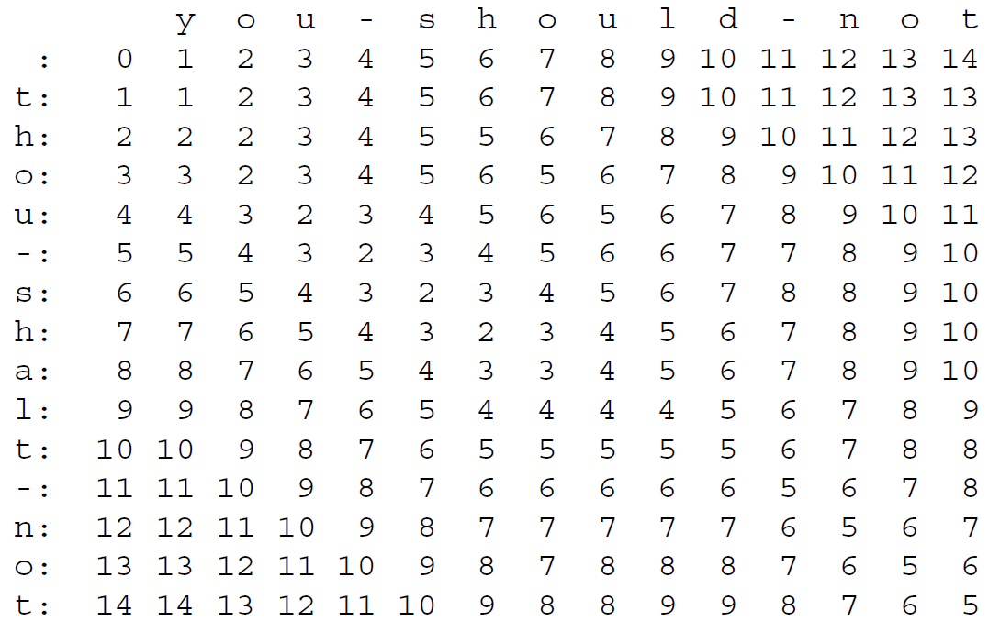 y o u - s h o u l d - n o t
: 0 1 2 3 4 5 6 7 8 9 10 11 12 13 14
t: 1 1 2 3 4 5 6 7 8 9 10 11 12 13 13
h: 2 2 2 3 4 5 5 6 7 8 9 10 11 12 13
o: 3 3 2 3 4 5 6 5 6 7 8 9 10 11 12
u: 4 4 3 2 3 4 5 6 5 6 7 8 9 10 11
-: 5 5 4 3 2 3 4 5 6 6 7 7 8 9 10
s: 6 6 5 4 3 2 3 4 5 6 7 8 8 9 10
h: 7 7 6 5 4 3 2 3 4 5 6 7 8 9 10
a: 8 8 7 6 5 4 3 3 4 5 6 7 8 9 10
l: 9 9 8 7 6 5 4 4 4 4 5 6 7 8 9
t: 10 10 9 8 7 6 5 5 5 5 5 6 7 8 8
-: 11 11 10 9 8 7 6 6 6 6 6 5 6 7 8
n: 12 12 11 10 9 8 7 7 7 7 7 6 5 6 7
o: 13 13 12 11 10 9 8 7 8 8 8 7 6 5 6
t: 14 14 13 12 11 10 9 8 8 9 9 8 7 6 5